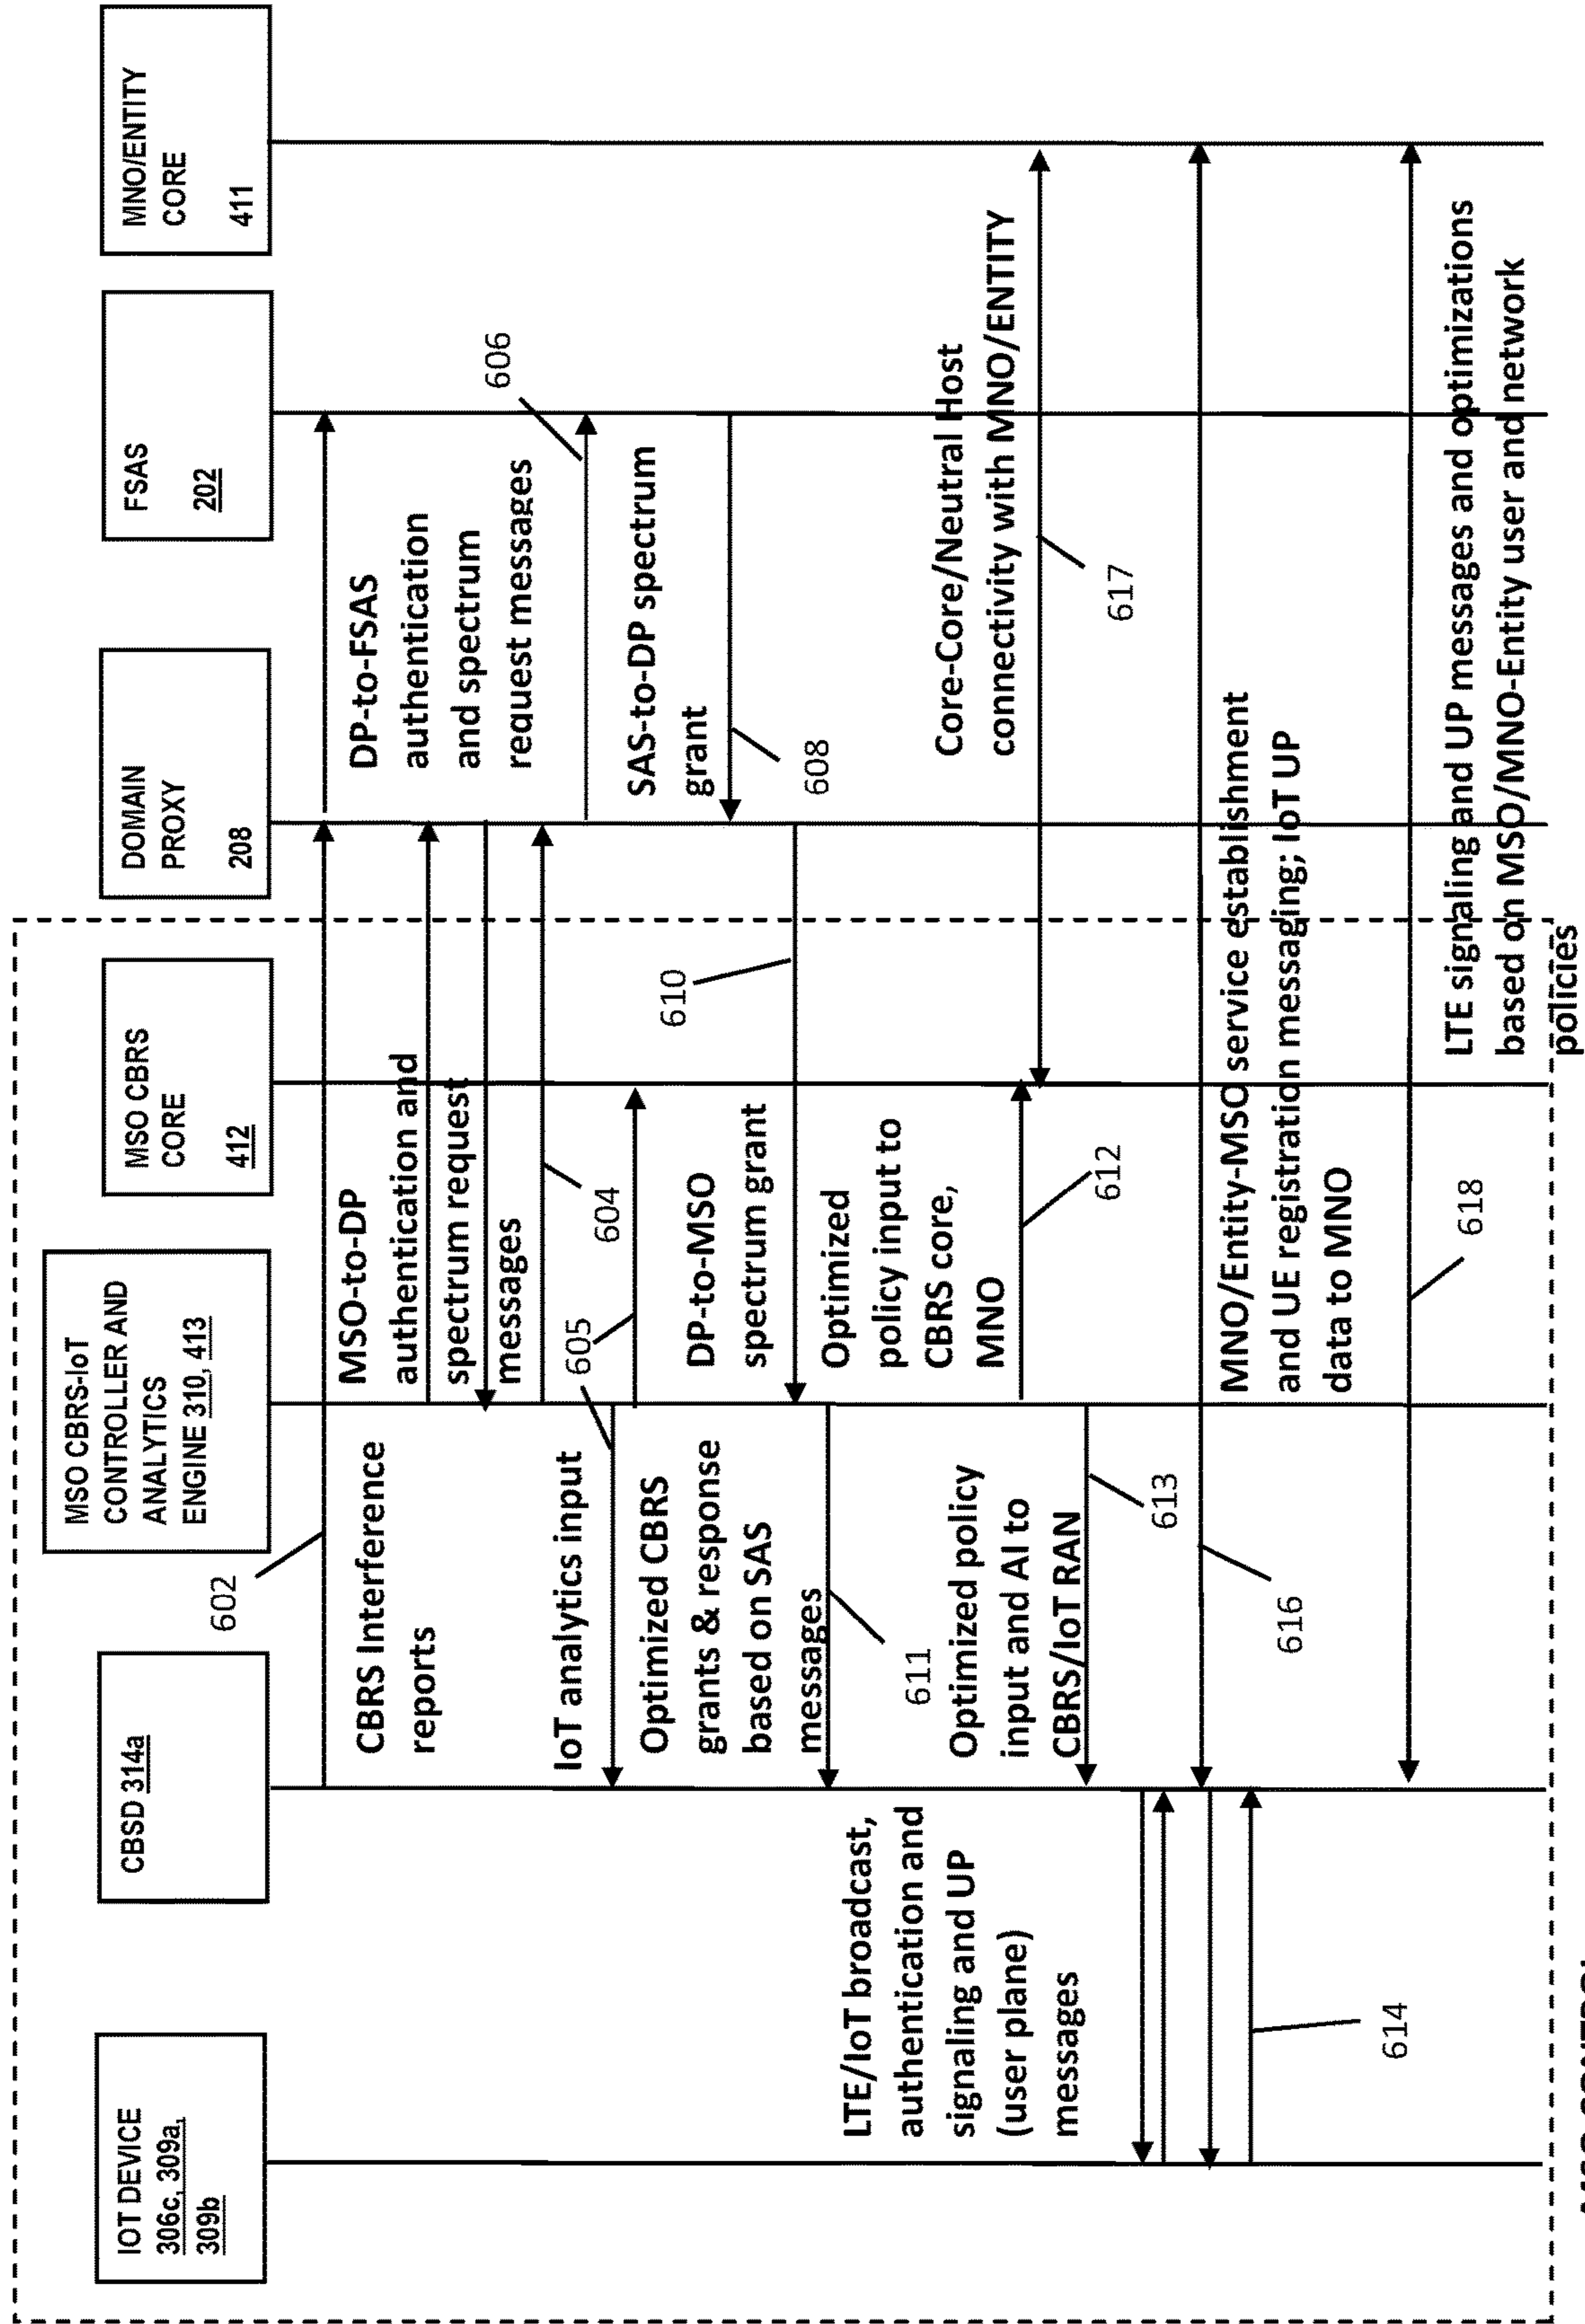 IOT DEVICE
306c, 309a,
309b
CBSD 314a
MSO CBRS-IoT
CONTROLLER AND
ANALYTICS
ENGINE 310, 413
MSO CBRS
CORE
412
DOMAIN
PROXY
208
FSAS
202
MNO/ENTITY
CORE
411
602
CBRS Interference
reports
MSO-to-DP
authentication and
spectrum request
messages
604
DP-to-FSAS
authentication
and spectrum
request messages
606
IoT analytics input
605
SAS-to-DP spectrum
grant
608
DP-to-MSO
spectrum grant
610
Optimized CBRS
grants & response
based on SAS
messages
611
Optimized
policy input to
CBRS core,
MNO
612
Core-Core/Neutral Host
connectivity with MNO/ENTITY
617
Optimized policy
input and AI to
CBRS/IoT RAN
613
LTE/IoT broadcast,
authentication and
signaling and UP
(user plane)
messages
614
616
MNO/Entity-MSO service establishment
and UE registration messaging; IoT UP
data to MNO
618
LTE signaling and UP messages and optimizations
based on MSO/MNO-Entity user and network
policies